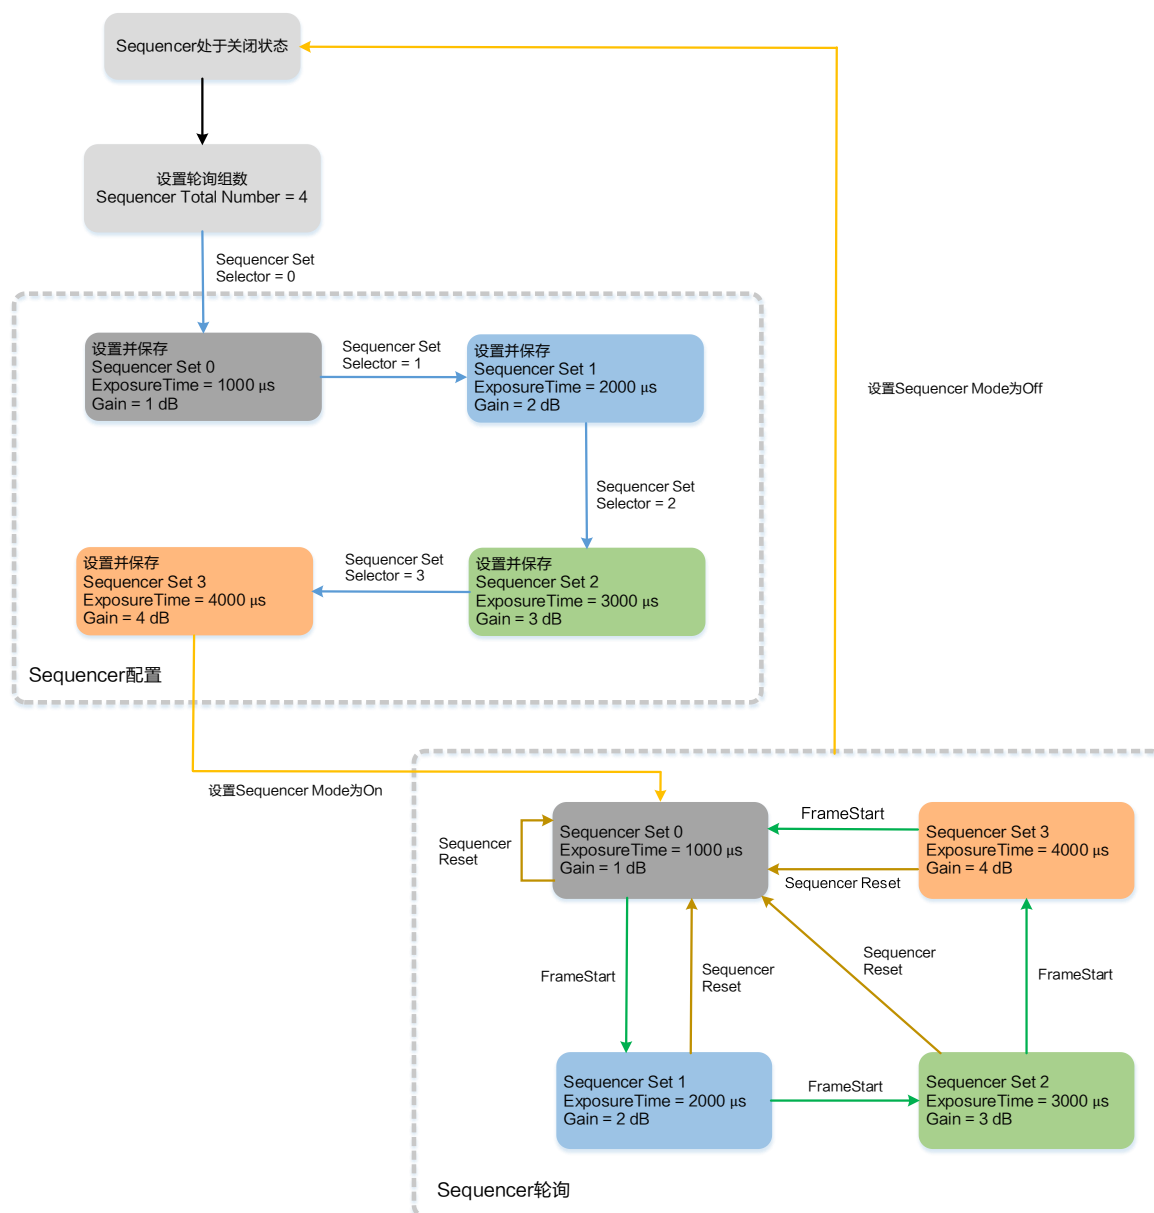 Sequencer处于关闭状态
设置轮询组数
Sequencer Total Number = 4
Sequencer Set
Selector = 0
设置并保存
Sequencer Set 0
ExposureTime = 1000 μs
Gain = 1 dB
Sequencer Set
Selector = 1
设置并保存
Sequencer Set 1
ExposureTime = 2000 μs
Gain = 2 dB
设置Sequencer Mode为Off
Sequencer Set
Selector = 2
设置并保存
Sequencer Set 3
ExposureTime = 4000 μs
Gain = 4 dB
Sequencer Set
Selector = 3
设置并保存
Sequencer Set 2
ExposureTime = 3000 μs
Gain = 3 dB
Sequencer配置
设置Sequencer Mode为On
Sequencer
Reset
Sequencer Set 0
ExposureTime = 1000 μs
Gain = 1 dB
FrameStart
Sequencer Reset
Sequencer Set 3
ExposureTime = 4000 μs
Gain = 4 dB
FrameStart
Sequencer
Reset
Sequencer
Reset
FrameStart
Sequencer Set 1
ExposureTime = 2000 μs
Gain = 2 dB
FrameStart
Sequencer Set 2
ExposureTime = 3000 μs
Gain = 3 dB
Sequencer轮询